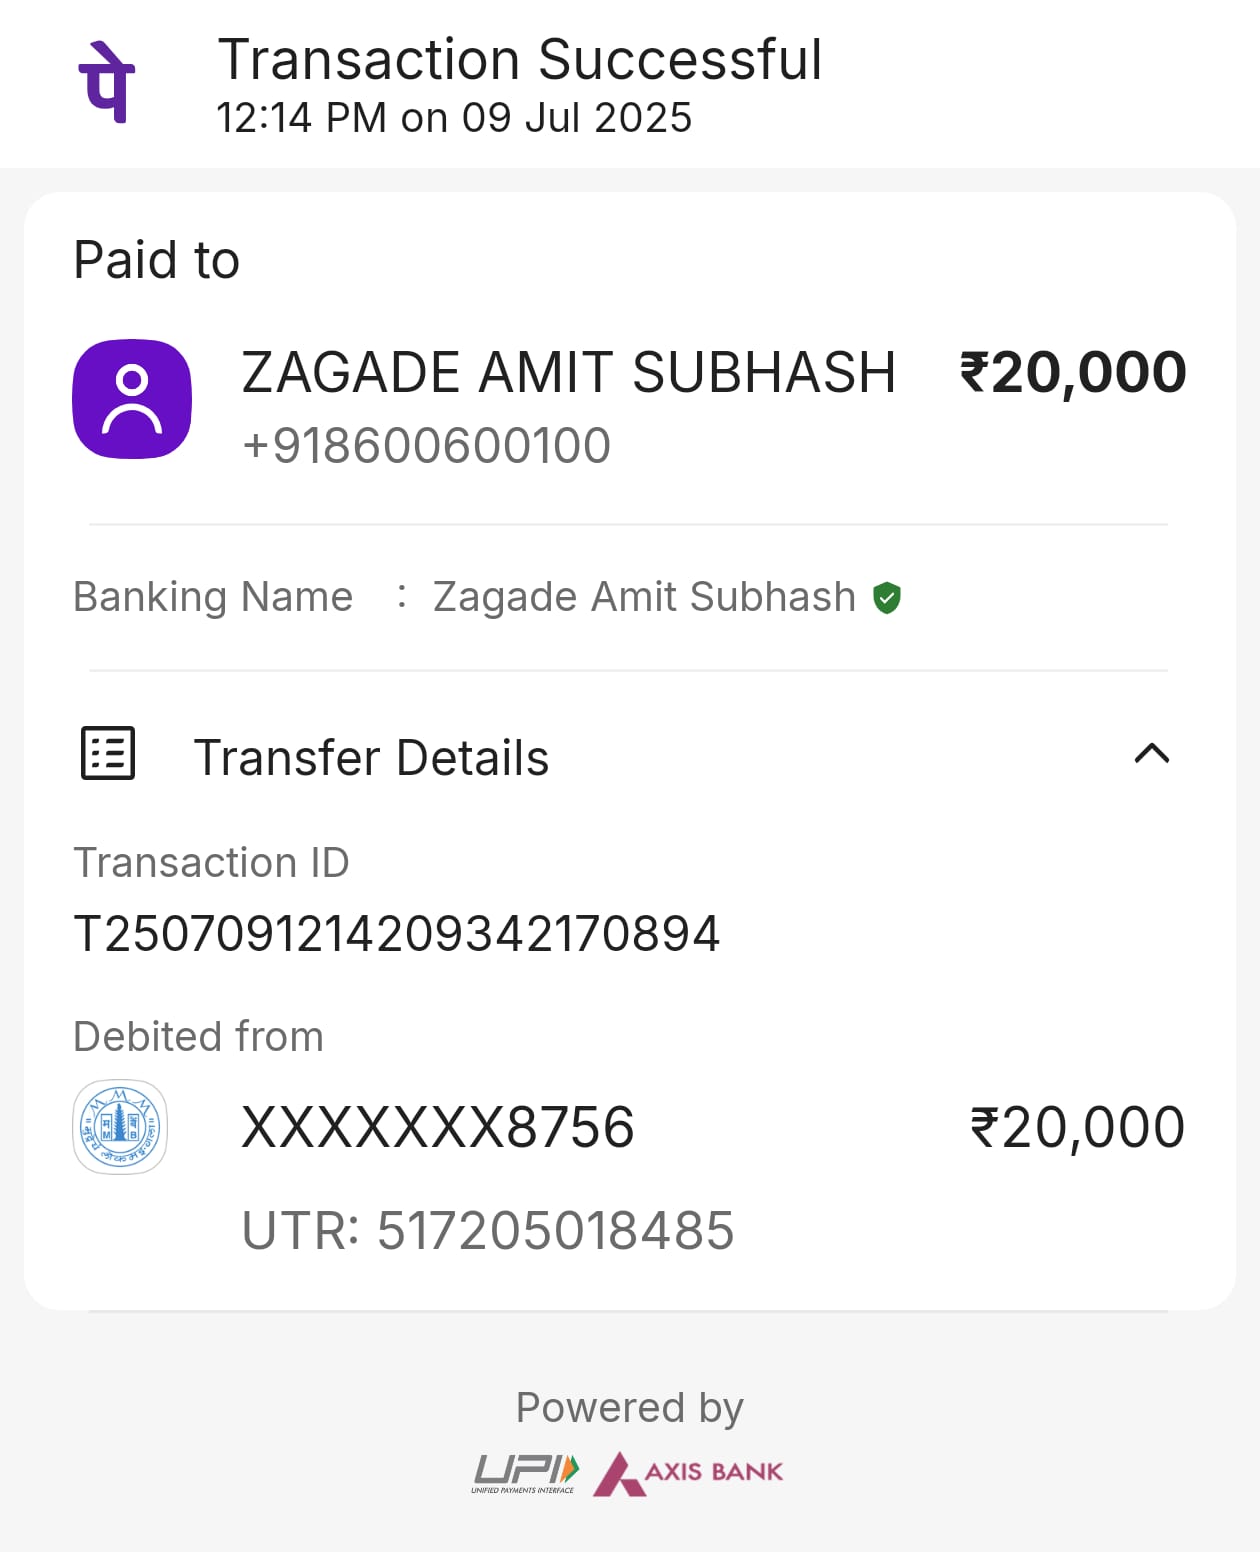 पे
Transaction Successful
12:14 PM on 09 Jul 2025
Paid to
ZAGADE AMIT SUBHASH ₹20,000
+918600600100
Banking Name : Zagade Amit Subhash
Transfer Details
Transaction ID
T2507091214209342170894
Debited from
XXXXXXX8756 ₹20,000
UTR: 517205018485
Powered by
UPI AXIS BANK
UNIFIED PAYMENTS INTERFACE